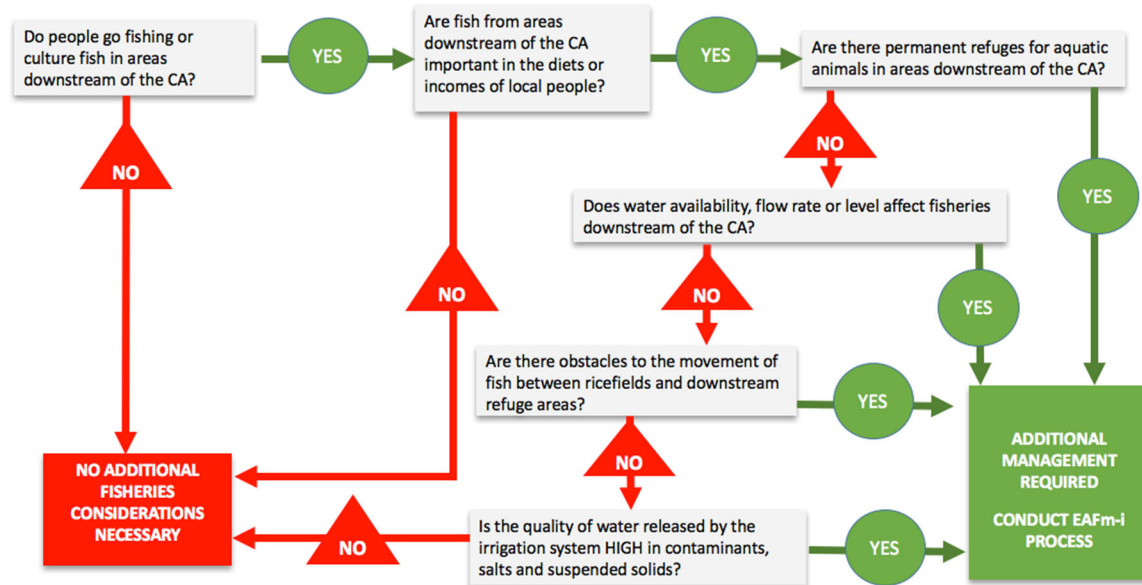 Do people go fishing or
culture fish in areas
downstream of the CA?
YES
Are fish from areas
downstream of the CA
important in the diets or
incomes of local people?
YES
Are there permanent refuges for aquatic
animals in areas downstream of the CA?
NO
NO
YES
Does water availability, flow rate or level affect fisheries
downstream of the CA?
NO
NO
YES
Are there obstacles to the movement of
fish between ricefields and downstream
refuge areas?
YES
NO
NO ADDITIONAL
FISHERIES
CONSIDERATIONS
NECESSARY
ADDITIONAL
MANAGEMENT
REQUIRED
CONDUCT EAFm-i
PROCESS
NO
Is the quality of water released by the
irrigation system HIGH in contaminants,
salts and suspended solids?
YES